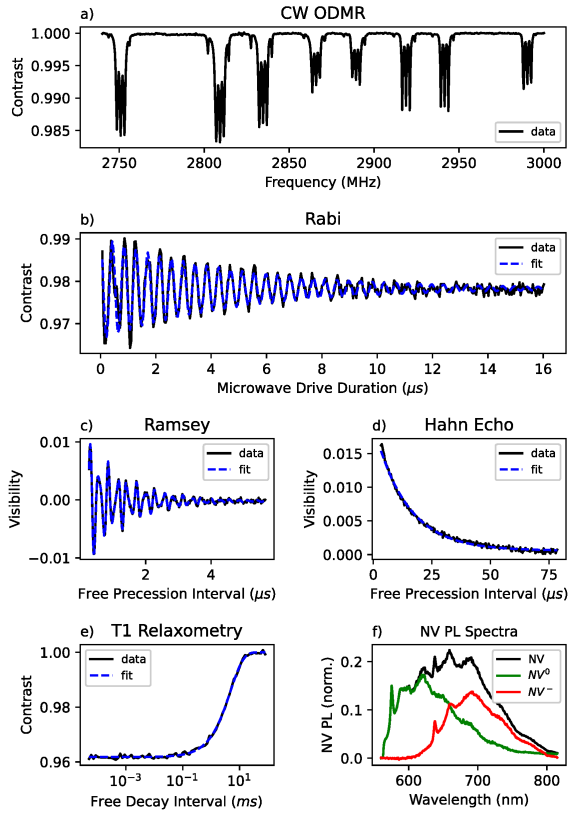 a) CW ODMR
1.000
0.995
0.990
0.985
Contrast
data
2750 2800 2850 2900 2950 3000
Frequency (MHz)
b) Rabi
0.99
0.98
0.97
Contrast
data
fit
0 2 4 6 8 10 12 14 16
Microwave Drive Duration (μs)
c) Ramsey
0.01
0.00
−0.01
Visibility
data
fit
2 4
Free Precession Interval (μs)
d) Hahn Echo
0.015
0.010
0.005
0.000
Visibility
data
fit
0 25 50 75
Free Precession Interval (μs)
e) T1 Relaxometry
1.00
0.98
0.96
Contrast
data
fit
10⁻³ 10⁻¹ 10¹
Free Decay Interval (ms)
f) NV PL Spectra
0.2
0.1
0.0
NV PL (norm.)
NV
NV⁰
NV⁻
600 700 800
Wavelength (nm)